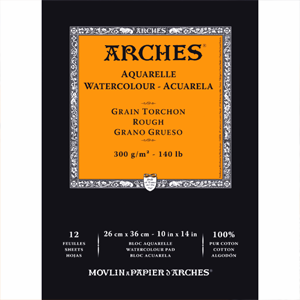 ARCHES®
AQUARELLE
WATERCOLOUR - ACUARELA
GRAIN TORCHON
ROUGH
GRANO GRUESO
300 g/m² - 140 lb
12
FEUILLES
SHEETS
HOJAS
26 cm x 36 cm - 10 in x 14 in
BLOC AQUARELLE
WATERCOLOUR PAD
BLOC ACUARELA
100%
PUR COTON
COTTON
ALGODÓN
MOVLIN À PAPIER D'ARCHES®